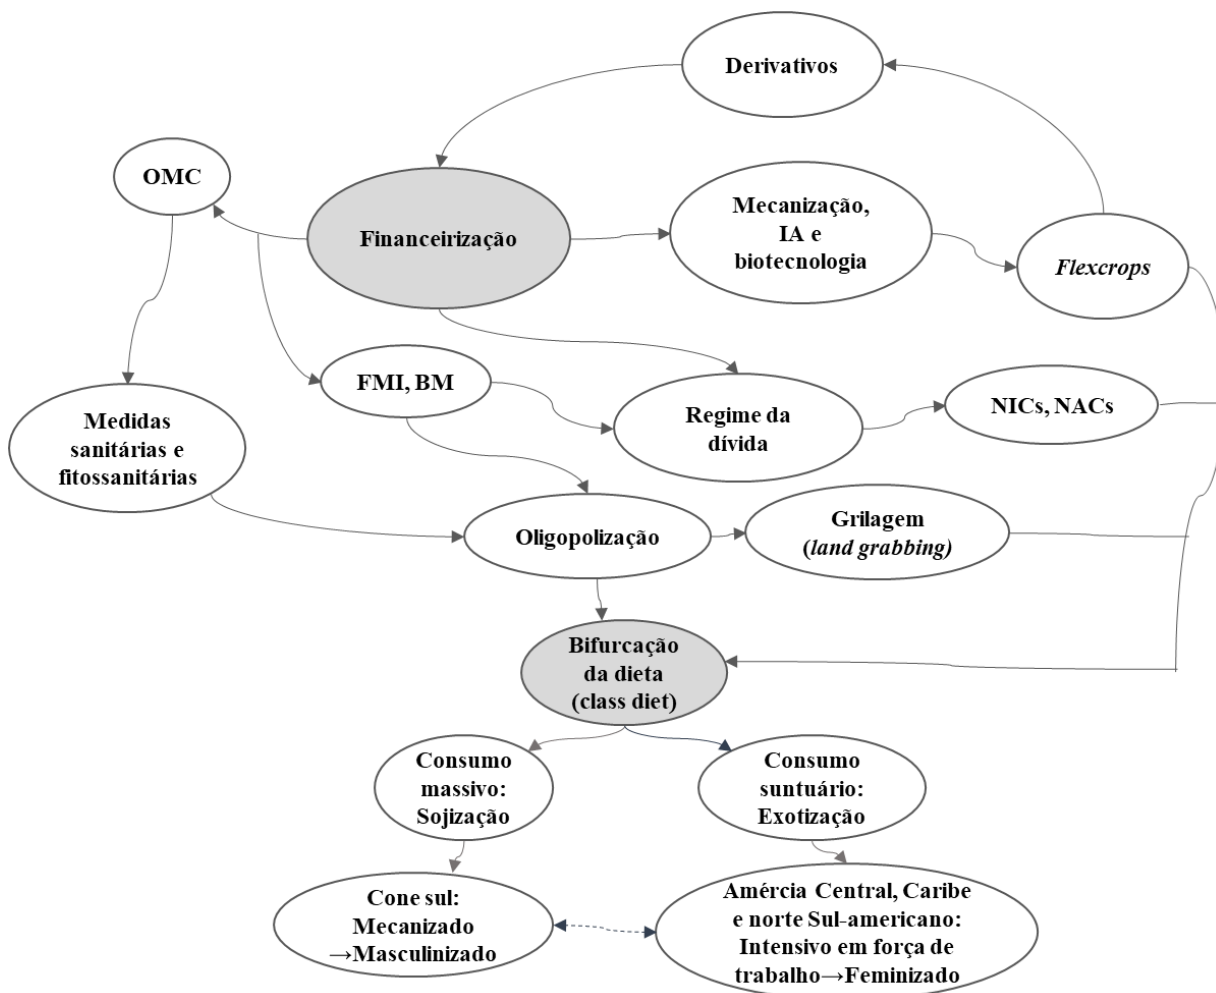 Derivativos
OMC
Financeirização
Mecanização,
IA e
biotecnologia
Flexcrops
FMI, BM
Regime da
dívida
NICs, NACs
Medidas
sanitárias e
fitossanitárias
Oligopolização
Grilagem
(land grabbing)
Bifurcação
da dieta
(class diet)
Consumo
massivo:
Sojização
Consumo
suntuário:
Exotização
Cone sul:
Mecanizado
→Masculinizado
Amércia Central, Caribe
e norte Sul-americano:
Intensivo em força de
trabalho→Feminizado